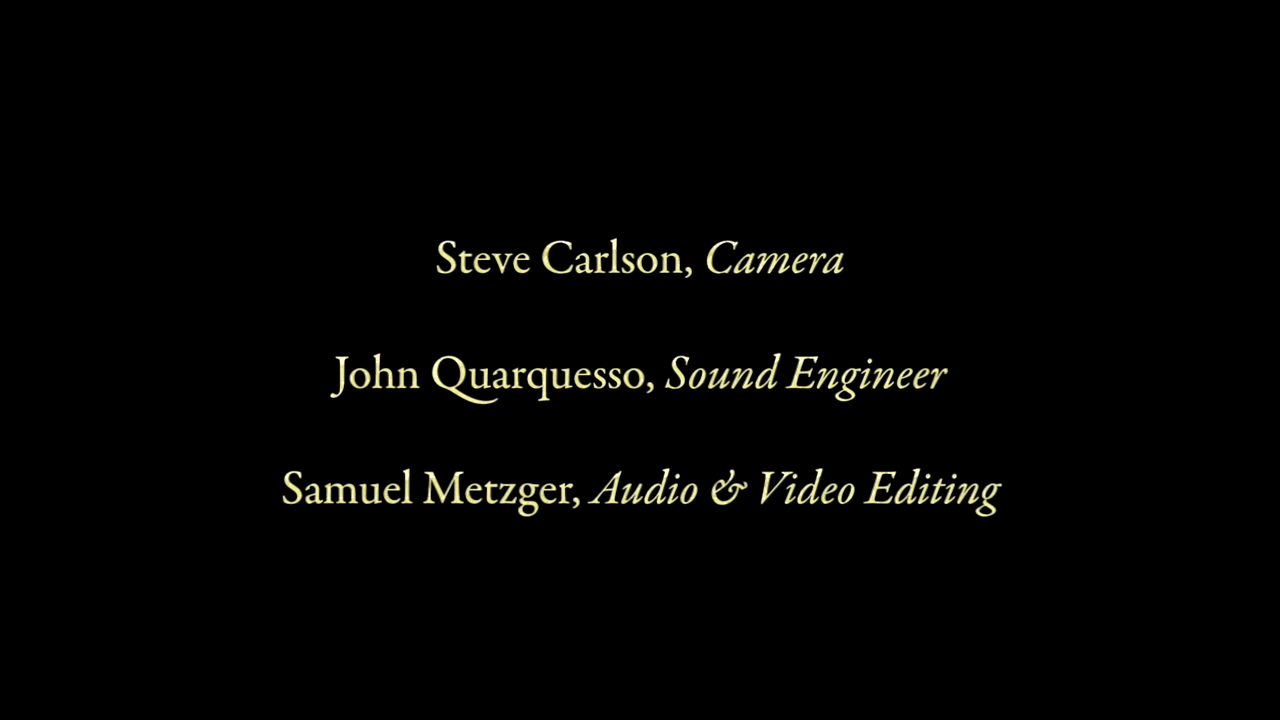 Steve Carlson, Camera
John Quarquesso, Sound Engineer
Samuel Metzger, Audio & Video Editing